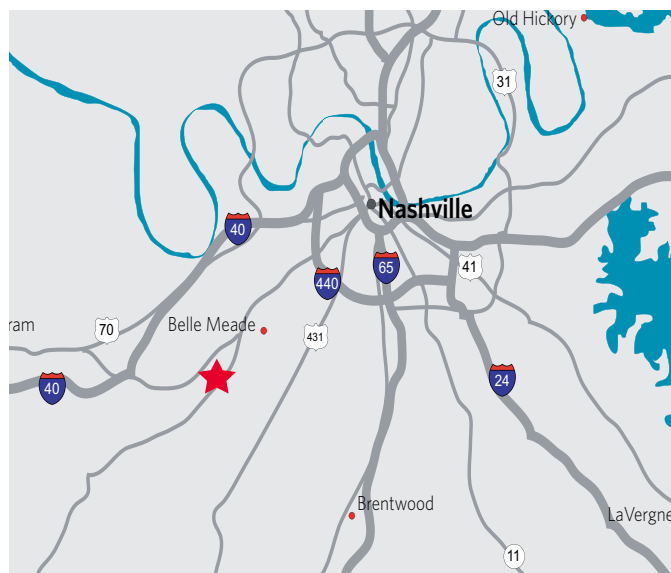 Old Hickory
31
Nashville
40
65
41
440
ram
70
Belle Meade
431
40
24
Brentwood
LaVergne
11